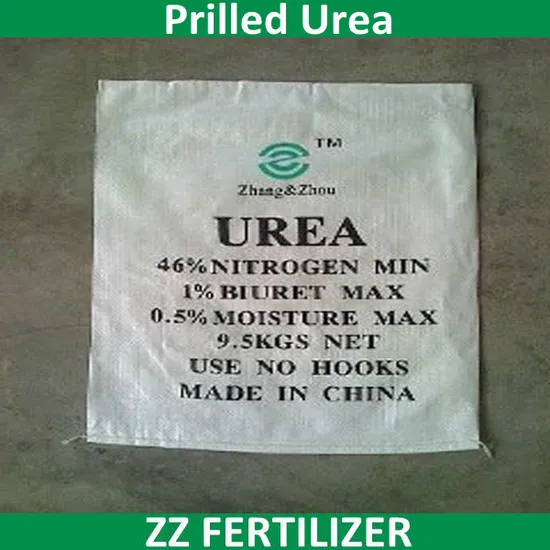 Prilled Urea
TM
Zhang&Zhou
UREA
46% NITROGEN MIN
1% BIURET MAX
0.5% MOISTURE MAX
9.5KGS NET
USE NO HOOKS
MADE IN CHINA
ZZ FERTILIZER